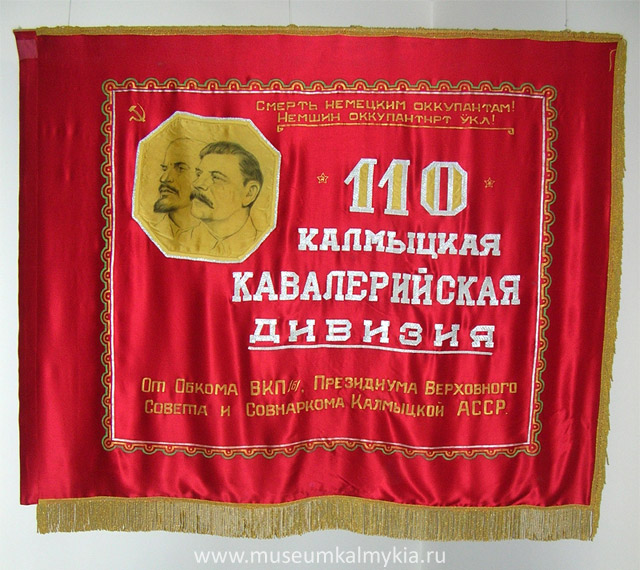 Смерть немецким оккупантам!
Немшин оккупантнрт ўкл!
110
КАЛМЫЦКАЯ
КАВАЛЕРИЙСКАЯ
ДИВИЗИЯ
От Обкома ВКП/б/. Президиума Верховного
Совета и Совнаркома Калмыцкой АССР.
www.museumkalmykia.ru